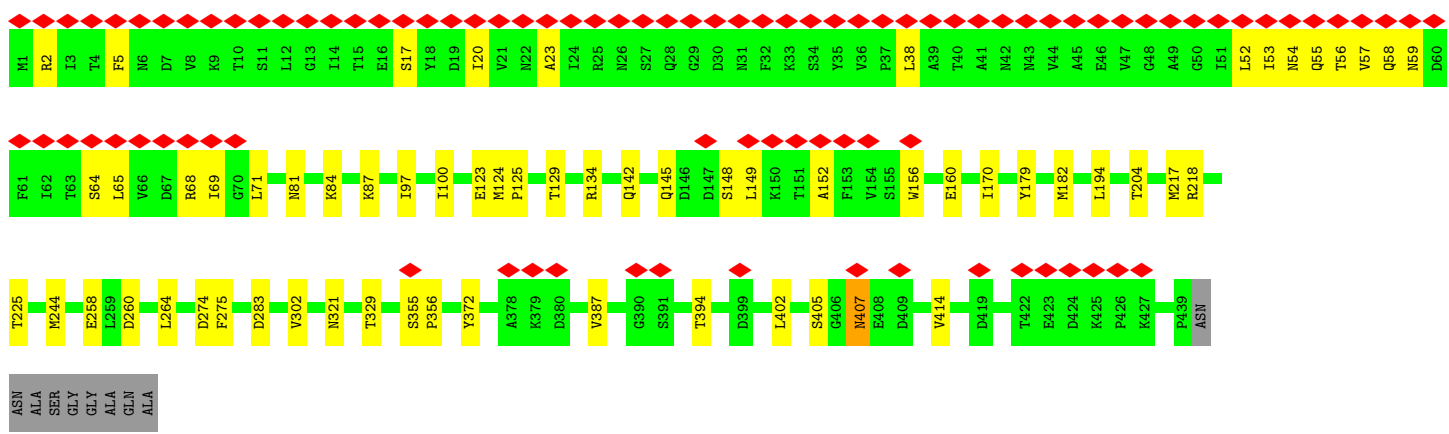 M1 R2 I3 T4 F5 N6 D7 V8 K9 T10 S11 L12 G13 I14 T15 E16 S17 Y18 D19 I20 V21 N22 A23 I24 R25 N26 S27 Q28 G29 D30 N31 F32 K33 S34 Y35 V36 P37 L38 A39 T40 A41 N42 N43 V44 A45 E46 V47 G48 A49 G50 I51 L52 I53 N54 Q55 T56 V57 Q58 N59 D60
F61 I62 T63 S64 L65 V66 D67 R68 I69 G70 L71 N81 K84 K87 I97 I100 E123 M124 P125 T129 R134 Q142 Q145 D146 D147 S148 L149 K150 T151 A152 F153 V154 S155 W156 E160 I170 Y179 M182 L194 T204 M217 R218
T225 M244 E258 L259 D260 L264 D274 F275 D283 V302 N321 T329 S355 P356 Y372 A378 K379 D380 V387 G390 S391 T394 D399 L402 S405 G406 N407 E408 D409 V414 D419 T422 E423 D424 K425 P426 K427 P439 ASN
ASN ALA SER GLY GLY ALA GLN ALA